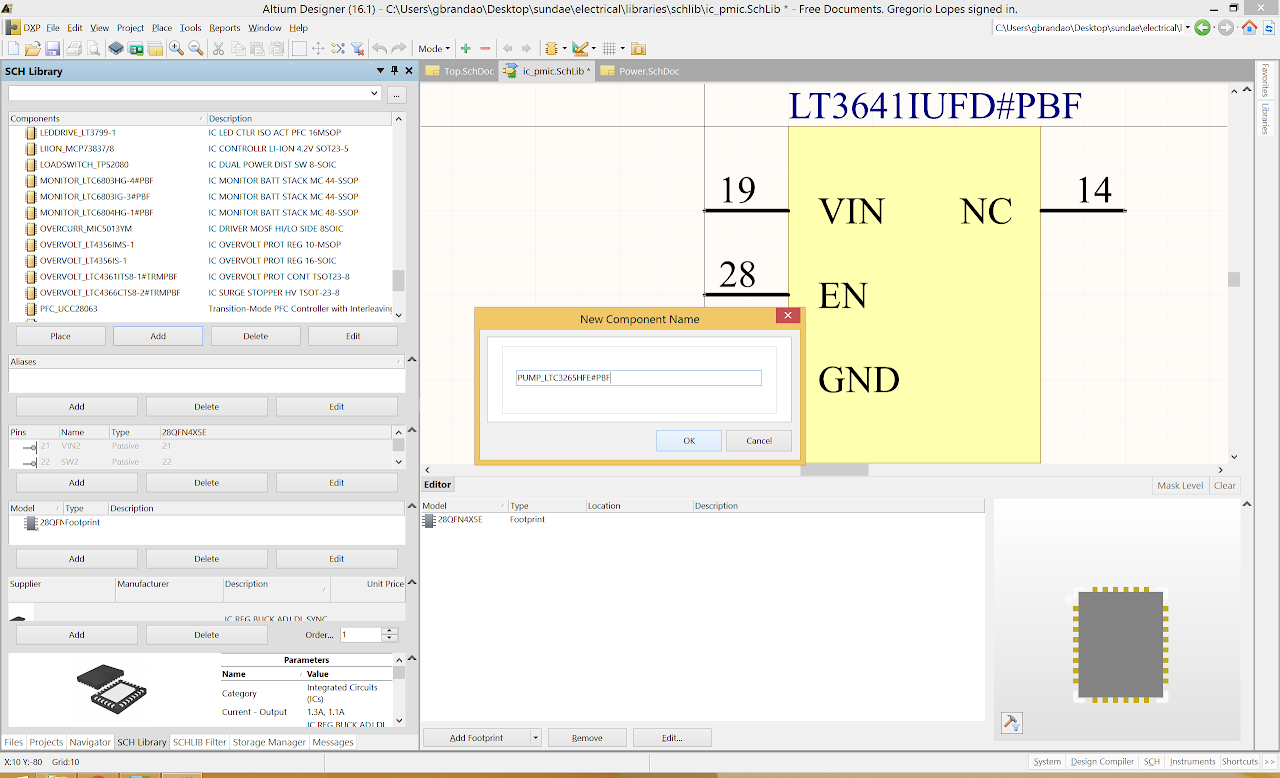 Altium Designer (16.1) - C:\Users\gbrandao\Desktop\sundae\electrical\libraries\schlib\ic_pmic.SchLib * - Free Documents. Gregorio Lopes signed in.
DXP File Edit View Project Place Tools Reports Window Help
C:\Users\gbrandao\Desktop\sundae\electrical\l
Mode
SCH Library
Top.SchDoc ic_pmic.SchLib * Power.SchDoc
Favorites
Libraries
...
Components / Description
LEDDRIVE_LT3799-1 IC LED CTLR ISO ACT PFC 16MSOP
LIION_MCP73837/8 IC CONTROLLR LI-ION 4.2V SOT23-5
LOADSWITCH_TPS2080 IC DUAL POWER DIST SW 8-SOIC
MONITOR_LTC6803HG-4#PBF IC MONITOR BATT STACK MC 44-SSOP
MONITOR_LTC6803IG-3#PBF IC MONITOR BATT STACK MC 44-SSOP
MONITOR_LTC6804HG-1#PBF IC MONITOR BATT STACK MC 48-SSOP
OVERCURR_MIC5013YM IC DRIVER MOSF HI/LO SIDE 8SOIC
OVERVOLT_LT4356IMS-1 IC OVERVOLT PROT REG 10-MSOP
OVERVOLT_LT4356IS-1 IC OVERVOLT PROT REG 16-SOIC
OVERVOLT_LTC4361ITS8-1#TRMPBF IC OVERVOLT PROT CONT TSOT23-8
OVERVOLT_LTC4366CTS8-2#TRMPBF IC SURGE STOPPER HV TSOT-23-8
PFC_UCC28063 Transition-Mode PFC Controller with Interleaving
Place Add Delete Edit
Aliases /
Add Delete Edit
Pins Name Type 28QFN4X5E
21 VIN2 Passive 21
22 SW2 Passive 22
Add Delete Edit
Model / Type Description
28QFN Footprint
Add Delete Edit
Supplier Manufacturer Description / Unit Price
IC REG BUCK ADJ DL SYNC
Add Delete Order... 1
Parameters
Name / Value
Category Integrated Circuits
(ICs)
Current - Output 1.3A, 1.1A
IC REG BUCK ADJ DL
Files Projects Navigator SCH Library SCHLIB Filter Storage Manager Messages
X:10 Y:-80 Grid:10
LT3641IUFD#PBF
19 VIN NC 14
28 EN
GND
New Component Name
PUMP_LTC3265HFE#PBF
OK Cancel
Editor Mask Level Clear
Model / Type Location Description
28QFN4X5E Footprint
Add Footprint Remove Edit...
System Design Compiler SCH Instruments Shortcuts >>